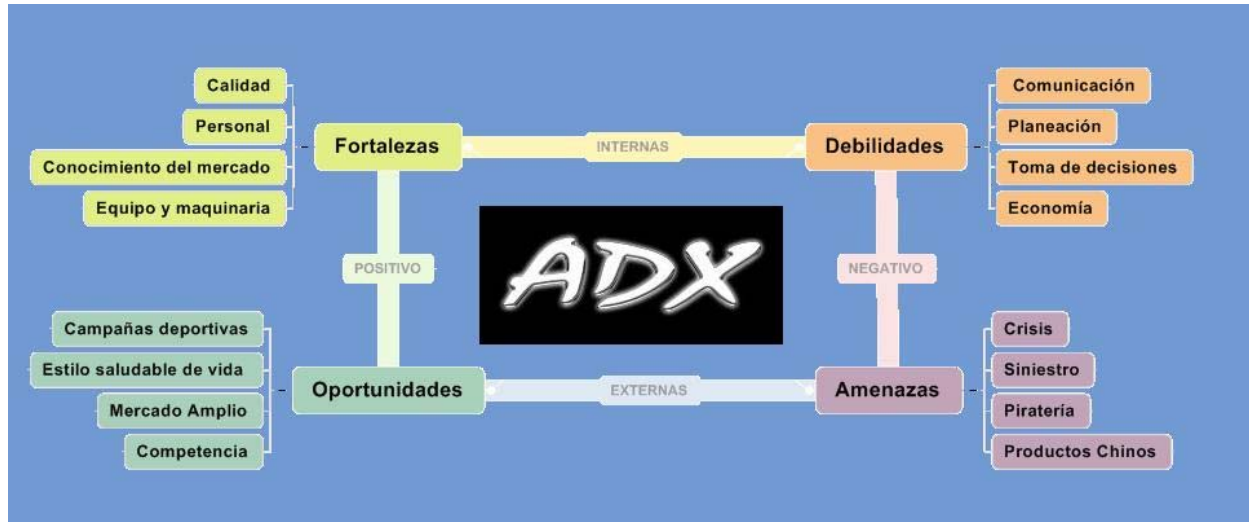 Calidad
Personal
Conocimiento del mercado
Equipo y maquinaria
Fortalezas
INTERNAS
Debilidades
Comunicación
Planeación
Toma de decisiones
Economía
POSITIVO
ADX
NEGATIVO
Campañas deportivas
Estilo saludable de vida
Mercado Amplio
Competencia
Oportunidades
EXTERNAS
Amenazas
Crisis
Siniestro
Piratería
Productos Chinos